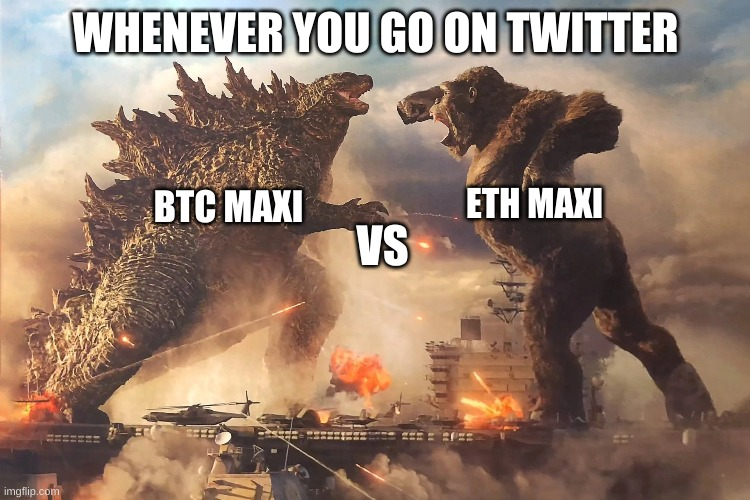 WHENEVER YOU GO ON TWITTER
BTC MAXI
ETH MAXI
VS
imgflip.com